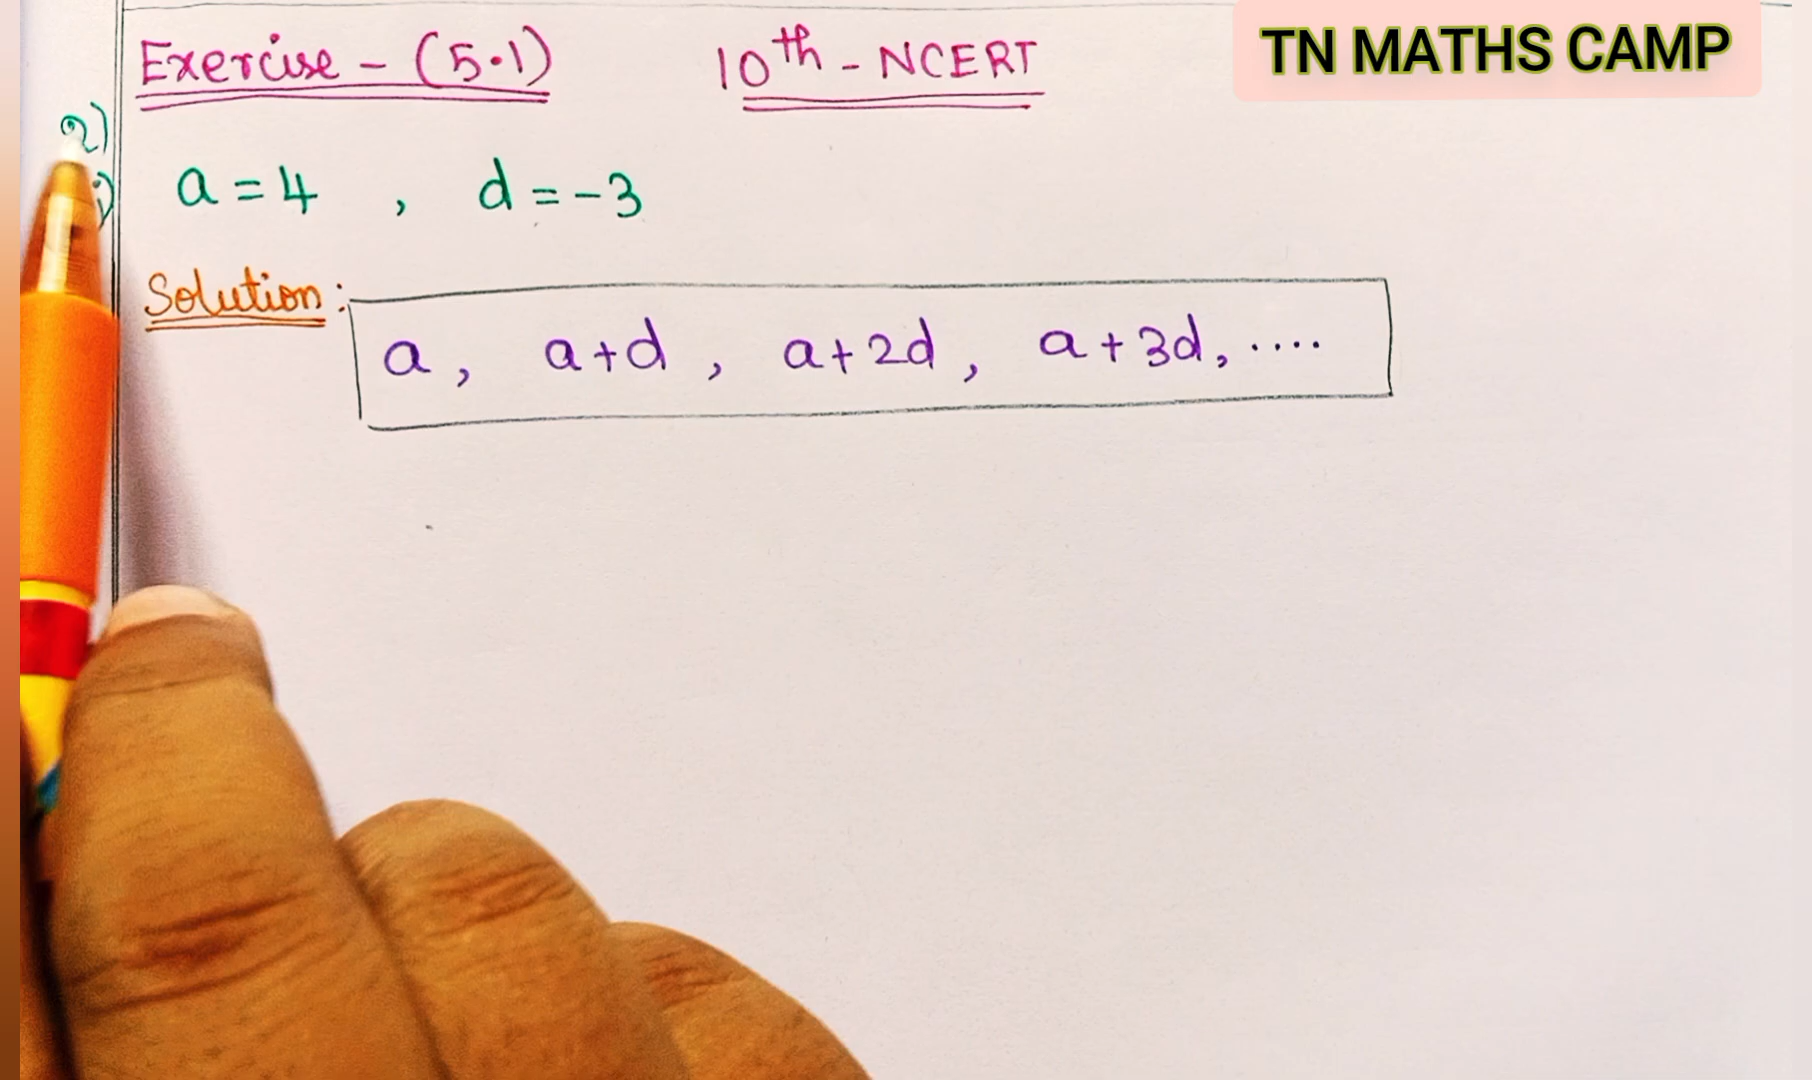 Exercise - (5.1) 10th - NCERT
TN MATHS CAMP
2)
a = 4 , d = -3
Solution :
a, a+d, a+2d, a+3d, ....